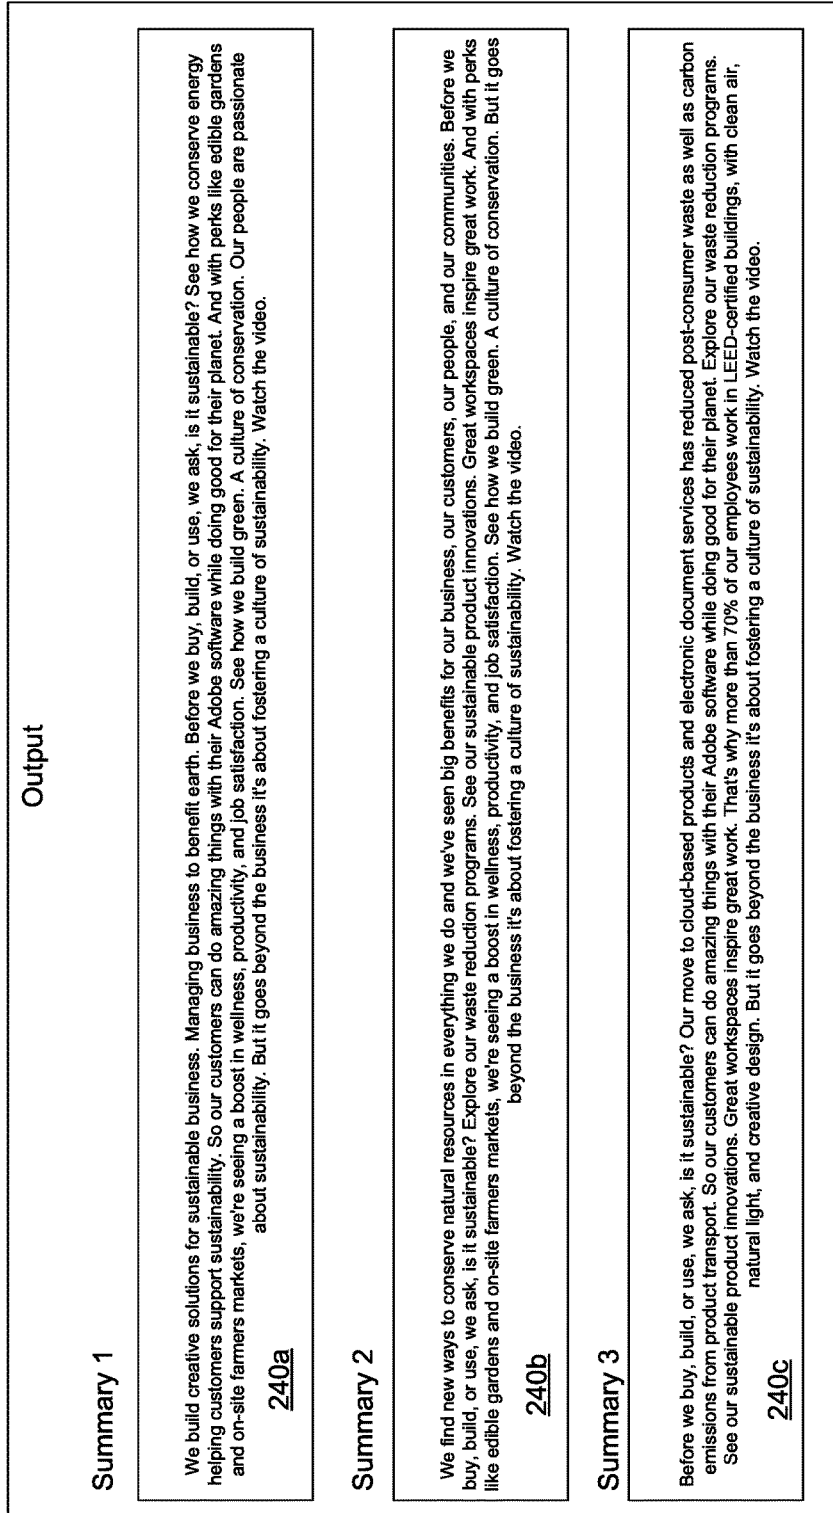 Output
Summary 1
We build creative solutions for sustainable business. Managing business to benefit earth. Before we buy, build, or use, we ask, is it sustainable? See how we conserve energy
helping customers support sustainability. So our customers can do amazing things with their Adobe software while doing good for their planet. And with perks like edible gardens
and on-site farmers markets, we're seeing a boost in wellness, productivity, and job satisfaction. See how we build green. A culture of conservation. Our people are passionate
about sustainability. But it goes beyond the business it's about fostering a culture of sustainability. Watch the video.
240a
Summary 2
We find new ways to conserve natural resources in everything we do and we've seen big benefits for our business, our customers, our people, and our communities. Before we
buy, build, or use, we ask, is it sustainable? Explore our waste reduction programs. See our sustainable product innovations. Great workspaces inspire great work. And with perks
like edible gardens and on-site farmers markets, we're seeing a boost in wellness, productivity, and job satisfaction. See how we build green. A culture of conservation. But it goes
beyond the business it's about fostering a culture of sustainability. Watch the video.
240b
Summary 3
Before we buy, build, or use, we ask, is it sustainable? Our move to cloud-based products and electronic document services has reduced post-consumer waste as well as carbon
emissions from product transport. So our customers can do amazing things with their Adobe software while doing good for their planet. Explore our waste reduction programs.
See our sustainable product innovations. Great workspaces inspire great work. That's why more than 70% of our employees work in LEED-certified buildings, with clean air,
natural light, and creative design. But it goes beyond the business it's about fostering a culture of sustainability. Watch the video.
240c